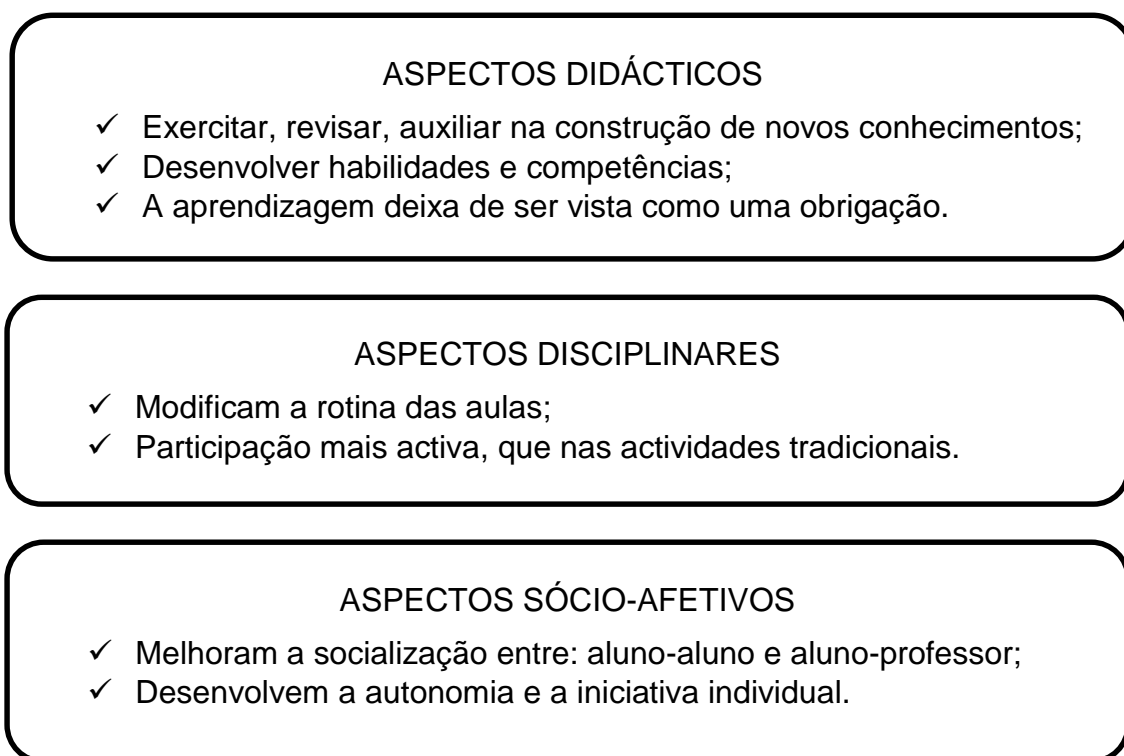 ASPECTOS DIDÁCTICOS
✓ Exercitar, revisar, auxiliar na construção de novos conhecimentos;
✓ Desenvolver habilidades e competências;
✓ A aprendizagem deixa de ser vista como uma obrigação.
ASPECTOS DISCIPLINARES
✓ Modificam a rotina das aulas;
✓ Participação mais activa, que nas actividades tradicionais.
ASPECTOS SÓCIO-AFETIVOS
✓ Melhoram a socialização entre: aluno-aluno e aluno-professor;
✓ Desenvolvem a autonomia e a iniciativa individual.